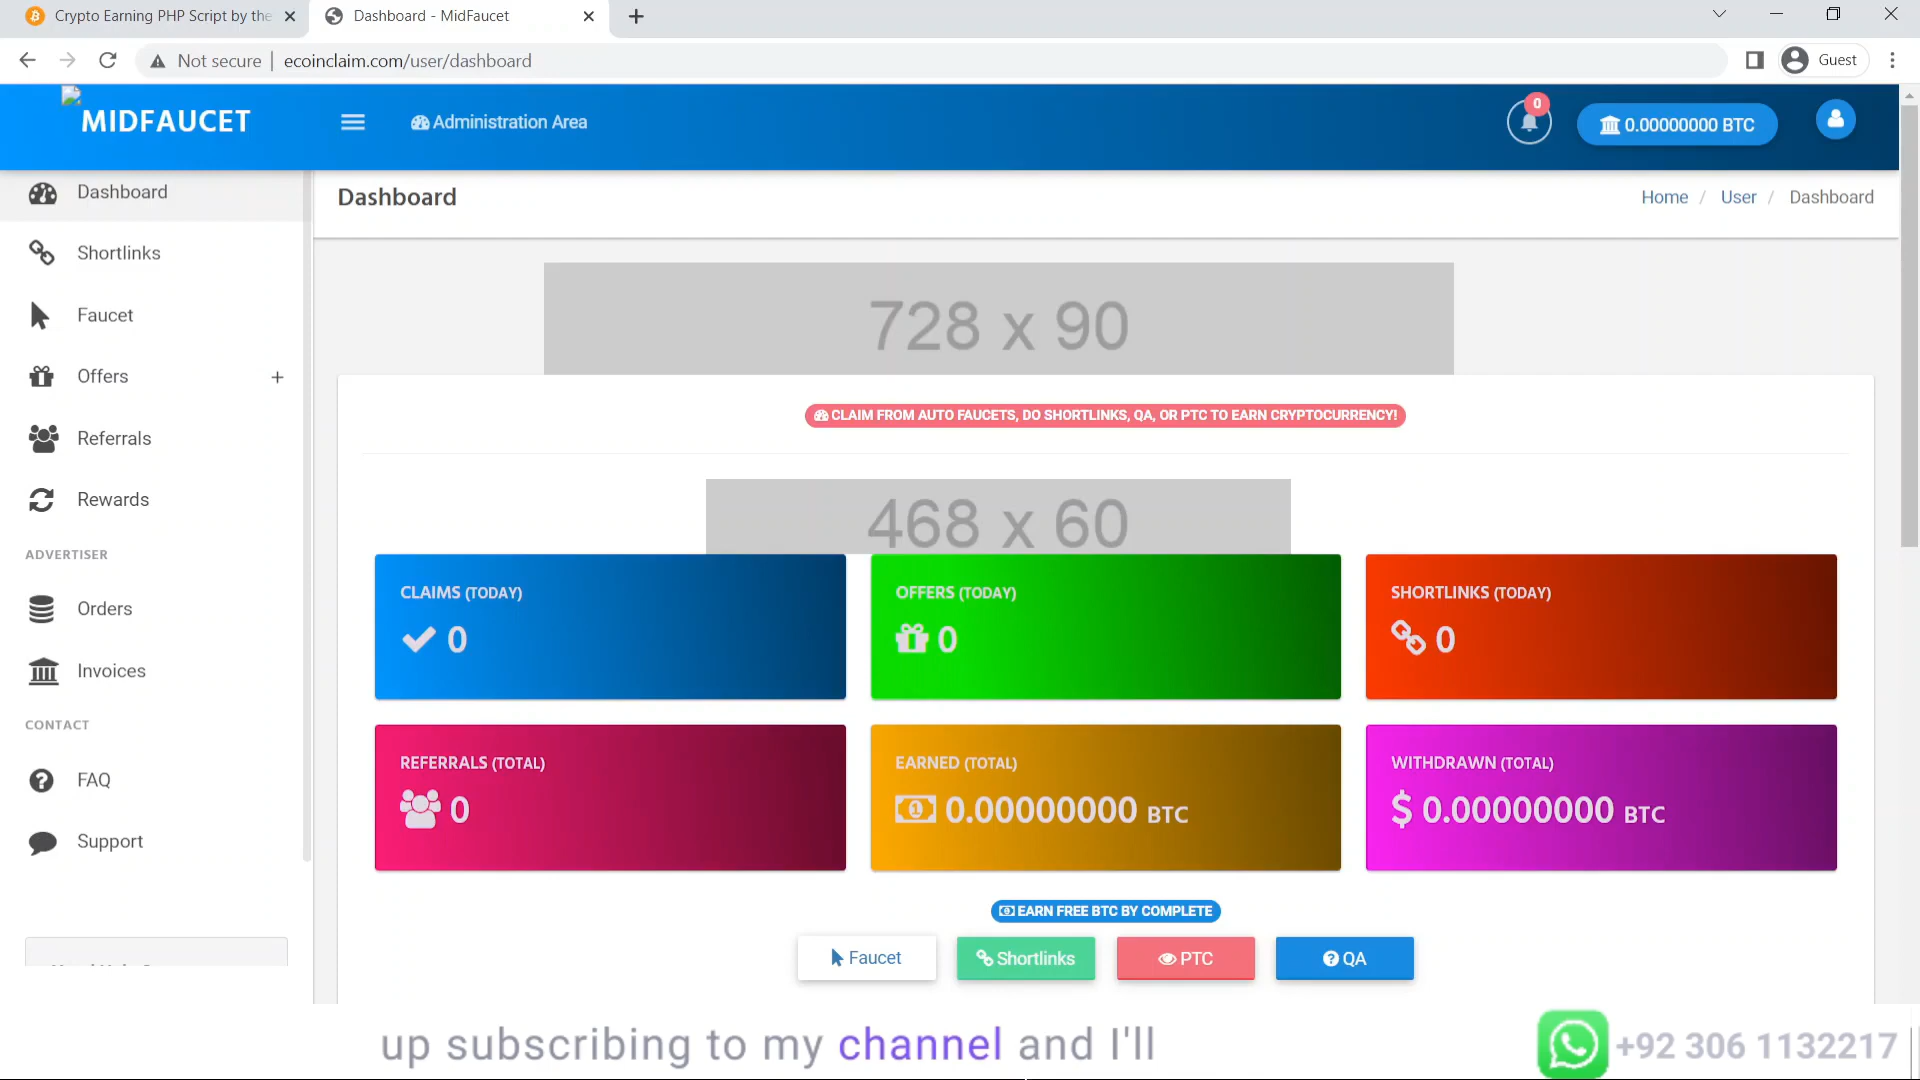 Crypto Earning PHP Script by the
Dashboard - MidFaucet
Not secure
ecoinclaim.com/user/dashboard
Guest
MIDFAUCET
Administration Area
0
0.00000000 BTC
Dashboard
Shortlinks
Faucet
Offers
Referrals
Rewards
ADVERTISER
Orders
Invoices
CONTACT
FAQ
Support
Dashboard
Home / User / Dashboard
728 x 90
CLAIM FROM AUTO FAUCETS, DO SHORTLINKS, QA, OR PTC TO EARN CRYPTOCURRENCY!
468 x 60
CLAIMS (TODAY)
0
OFFERS (TODAY)
0
SHORTLINKS (TODAY)
0
REFERRALS (TOTAL)
0
EARNED (TOTAL)
0.00000000 BTC
WITHDRAWN (TOTAL)
$ 0.00000000 BTC
EARN FREE BTC BY COMPLETE
Faucet
Shortlinks
PTC
QA
up subscribing to my channel and I'll
+92 306 1132217